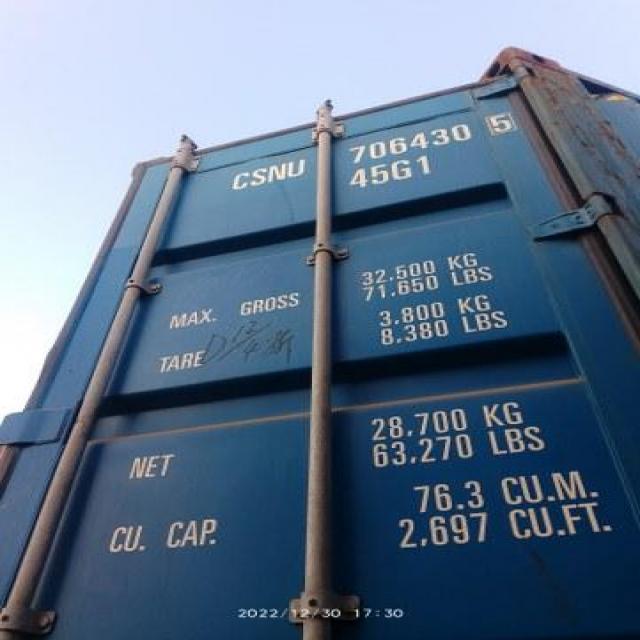 CSNU 706430 5
45G1
MAX. GROSS 32.500 KG
71.650 LBS
TARE 3.800 KG
8.380 LBS
NET 28.700 KG
63.270 LBS
CU. CAP. 76.3 CU.M.
2.697 CU.FT.
2022/12/30 17:30